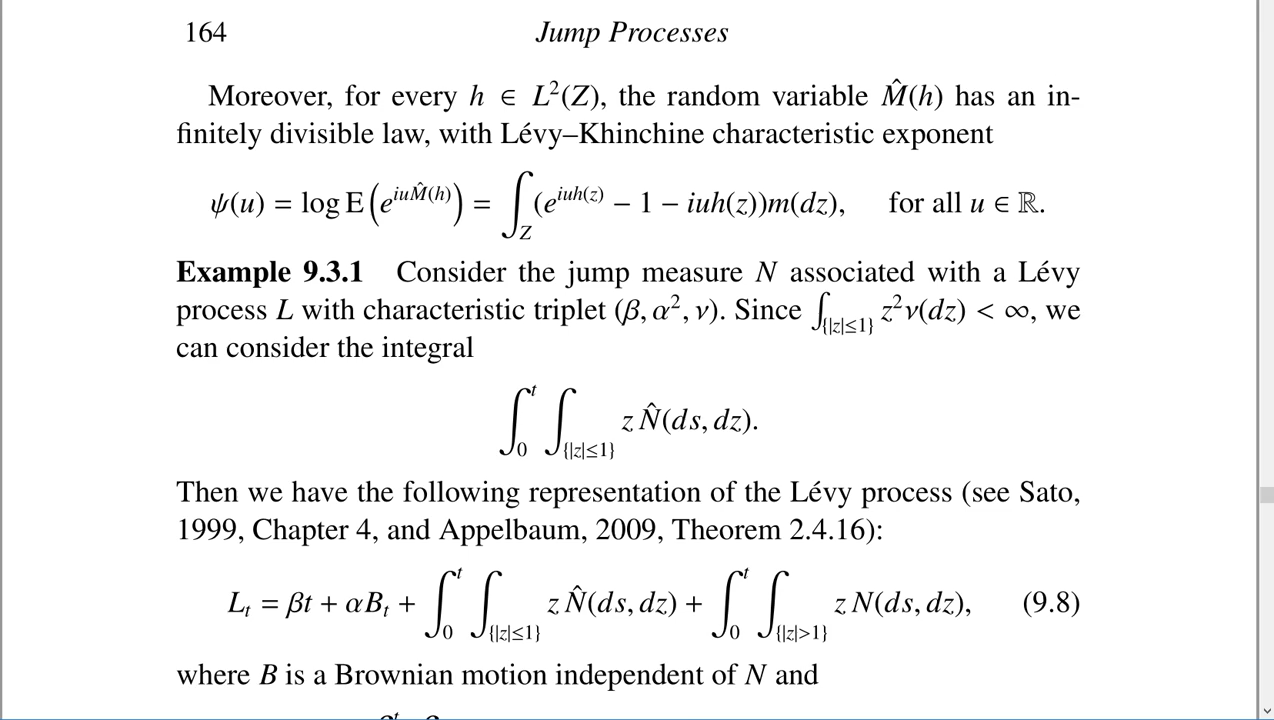 164 Jump Processes
Moreover, for every h ∈ L²(Z), the random variable M̂(h) has an in-
finitely divisible law, with Lévy–Khinchine characteristic exponent
ψ(u) = log E(e^{iuM̂(h)}) = ∫_Z (e^{iuh(z)} − 1 − iuh(z))m(dz), for all u ∈ ℝ.
Example 9.3.1 Consider the jump measure N associated with a Lévy
process L with characteristic triplet (β, α², ν). Since ∫_{{|z|≤1}} z²ν(dz) < ∞, we
can consider the integral
∫_0^t ∫_{{|z|≤1}} z N̂(ds, dz).
Then we have the following representation of the Lévy process (see Sato,
1999, Chapter 4, and Appelbaum, 2009, Theorem 2.4.16):
L_t = βt + αB_t + ∫_0^t ∫_{{|z|≤1}} z N̂(ds, dz) + ∫_0^t ∫_{{|z|>1}} z N(ds, dz), (9.8)
where B is a Brownian motion independent of N and